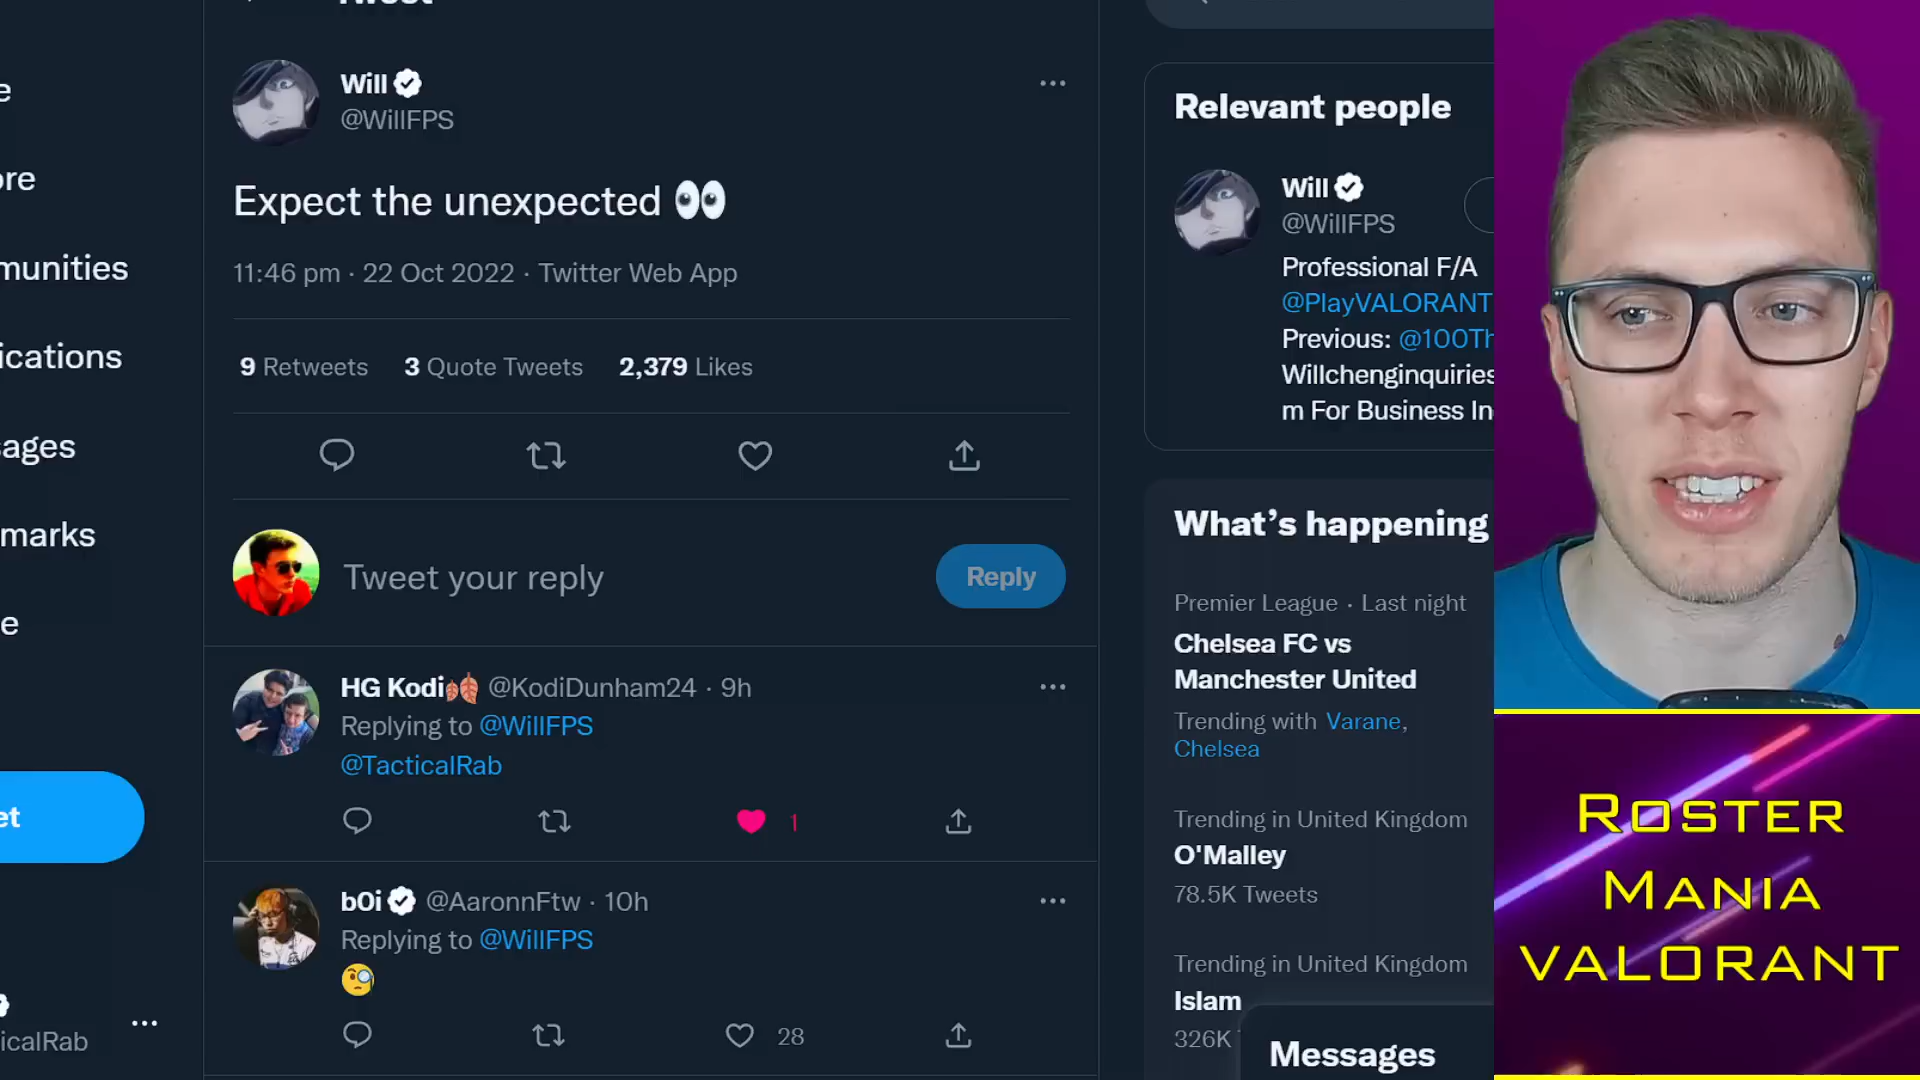 Tweet
Will
@WillFPS
Expect the unexpected 👀
11:46 pm · 22 Oct 2022 · Twitter Web App
9 Retweets 3 Quote Tweets 2,379 Likes
Tweet your reply
Reply
HG Kodi🍂 @KodiDunham24 · 9h
Replying to @WillFPS
@TacticalRab
1
b0i @AaronnFtw · 10h
Replying to @WillFPS
🧐
28
e
ore
munities
ications
sages
marks
e
et
icalRab
Relevant people
Will
@WillFPS
Professional F/A
@PlayVALORANT
Previous: @100Th
Willchenginquiries
m For Business In
What's happening
Premier League · Last night
Chelsea FC vs
Manchester United
Trending with Varane,
Chelsea
Trending in United Kingdom
O'Malley
78.5K Tweets
Trending in United Kingdom
Islam
326K
Messages
ROSTER
MANIA
VALORANT